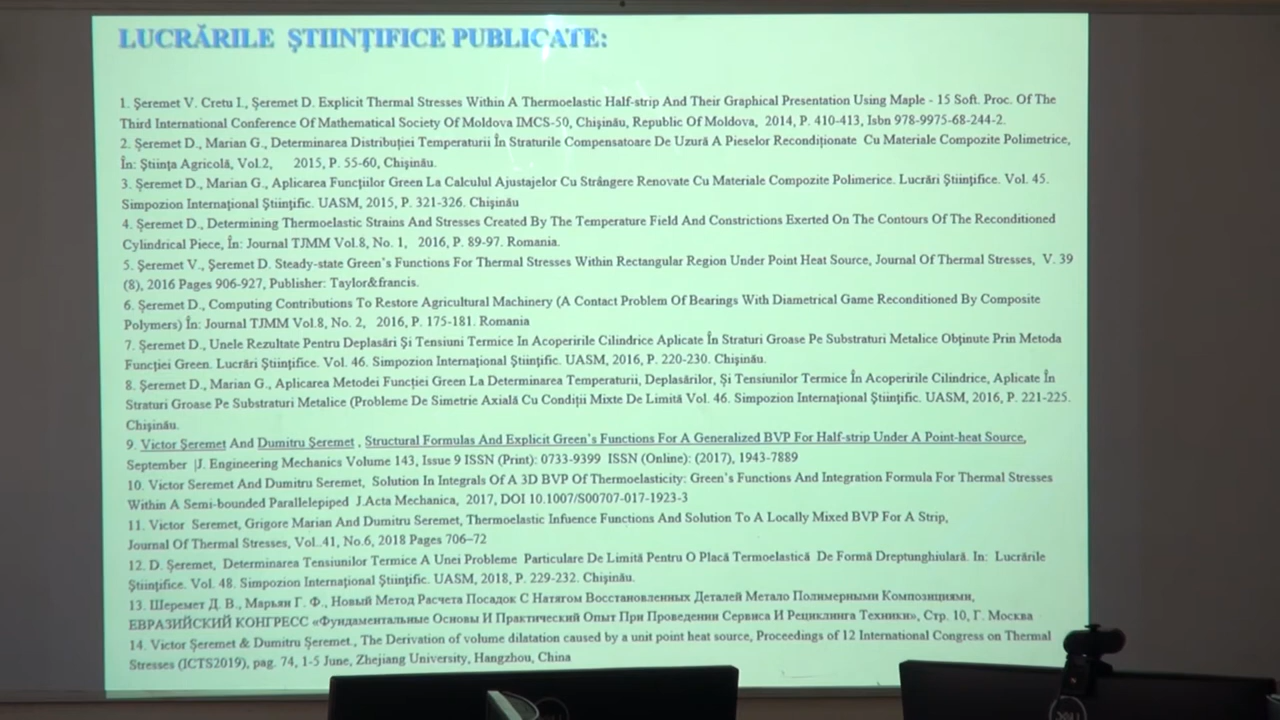 LUCRĂRILE ȘTIINȚIFICE PUBLICATE:
1. Şeremet V. Cretu I., Şeremet D. Explicit Thermal Stresses Within A Thermoelastic Half-strip And Their Graphical Presentation Using Maple - 15 Soft. Proc. Of The
Third International Conference Of Mathematical Society Of Moldova IMCS-50, Chişinău, Republic Of Moldova, 2014, P. 410-413, Isbn 978-9975-68-244-2.
2. Şeremet D., Marian G., Determinarea Distribuţiei Temperaturii În Straturile Compensatoare De Uzură A Pieselor Recondiţionate Cu Materiale Compozite Polimetrice,
În: Ştiinţa Agricolă, Vol.2, 2015, P. 55-60, Chişinău.
3. Şeremet D., Marian G., Aplicarea Funcţiilor Green La Calculul Ajustajelor Cu Strângere Renovate Cu Materiale Compozite Polimerice. Lucrări Ştiinţifice. Vol. 45.
Simpozion Internaţional Ştiinţific. UASM, 2015, P. 321-326. Chişinău
4. Şeremet D., Determining Thermoelastic Strains And Stresses Created By The Temperature Field And Constrictions Exerted On The Contours Of The Reconditioned
Cylindrical Piece, În: Journal TJMM Vol.8, No. 1, 2016, P. 89-97. Romania.
5. Şeremet V., Şeremet D. Steady-state Green's Functions For Thermal Stresses Within Rectangular Region Under Point Heat Source, Journal Of Thermal Stresses, V. 39
(8), 2016 Pages 906-927, Publisher: Taylor&francis.
6. Şeremet D., Computing Contributions To Restore Agricultural Machinery (A Contact Problem Of Bearings With Diametrical Game Reconditioned By Composite
Polymers) În: Journal TJMM Vol.8, No. 2, 2016, P. 175-181. Romania
7. Şeremet D., Unele Rezultate Pentru Deplasări Şi Tensiuni Termice In Acoperirile Cilindrice Aplicate În Straturi Groase Pe Substraturi Metalice Obţinute Prin Metoda
Funcţiei Green. Lucrări Ştiinţifice. Vol. 46. Simpozion Internaţional Ştiinţific. UASM, 2016, P. 220-230. Chişinău.
8. Şeremet D., Marian G., Aplicarea Metodei Funcţiei Green La Determinarea Temperaturii, Deplasărilor, Şi Tensiunilor Termice În Acoperirile Cilindrice, Aplicate În
Straturi Groase Pe Substraturi Metalice (Probleme De Simetrie Axială Cu Condiţii Mixte De Limită Vol. 46. Simpozion Internaţional Ştiinţific. UASM, 2016, P. 221-225.
Chişinău.
9. Victor Şeremet And Dumitru Şeremet , Structural Formulas And Explicit Green's Functions For A Generalized BVP For Half-strip Under A Point-heat Source,
September |J. Engineering Mechanics Volume 143, Issue 9 ISSN (Print): 0733-9399 ISSN (Online): (2017), 1943-7889
10. Victor Seremet And Dumitru Seremet, Solution In Integrals Of A 3D BVP Of Thermoelasticity: Green's Functions And Integration Formula For Thermal Stresses
Within A Semi-bounded Parallelepiped J.Acta Mechanica, 2017, DOI 10.1007/S00707-017-1923-3
11. Victor Seremet, Grigore Marian And Dumitru Seremet, Thermoelastic Infuence Functions And Solution To A Locally Mixed BVP For A Strip,
Journal Of Thermal Stresses, Vol..41, No.6, 2018 Pages 706–72
12. D. Şeremet, Determinarea Tensiunilor Termice A Unei Probleme Particulare De Limită Pentru O Placă Termoelastică De Formă Dreptunghiulară. In: Lucrările
Ştiinţifice. Vol. 48. Simpozion Internaţional Ştiinţific. UASM, 2018, P. 229-232. Chişinău.
13. Шеремет Д. В., Марьян Г. Ф., Новый Метод Расчета Посадок С Натягом Восстановленных Деталей Метало Полимерными Композициями,
ЕВРАЗИЙСКИЙ КОНГРЕСС «Фундаментальные Основы И Практический Опыт При Проведении Сервиса И Рециклинга Техники», Стр. 10, Г. Москва
14. Victor Şeremet & Dumitru Şeremet., The Derivation of volume dilatation caused by a unit point heat source, Proceedings of 12 International Congress on Thermal
Stresses (ICTS2019), pag. 74, 1-5 June, Zhejiang University, Hangzhou, China